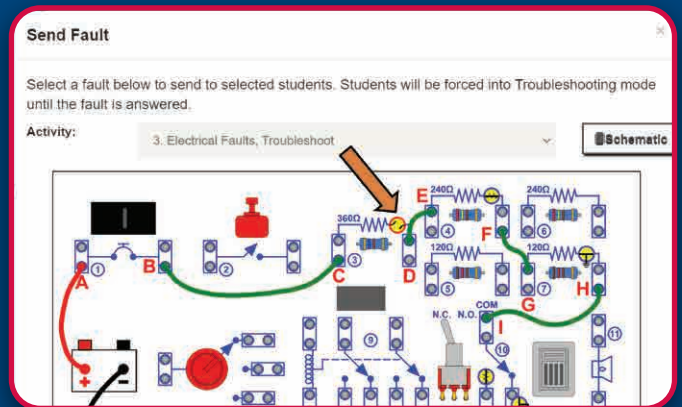 Send Fault
×
Select a fault below to send to selected students. Students will be forced into Troubleshooting mode
until the fault is answered.
Activity:
3. Electrical Faults, Troubleshoot
Schematic
E
240Ω
240Ω
360Ω
4
F
6
A
1
B
2
C
3
D
120Ω
120Ω
5
G
7
H
N.C.
N.O.
COM
I
9
10
11
+
-